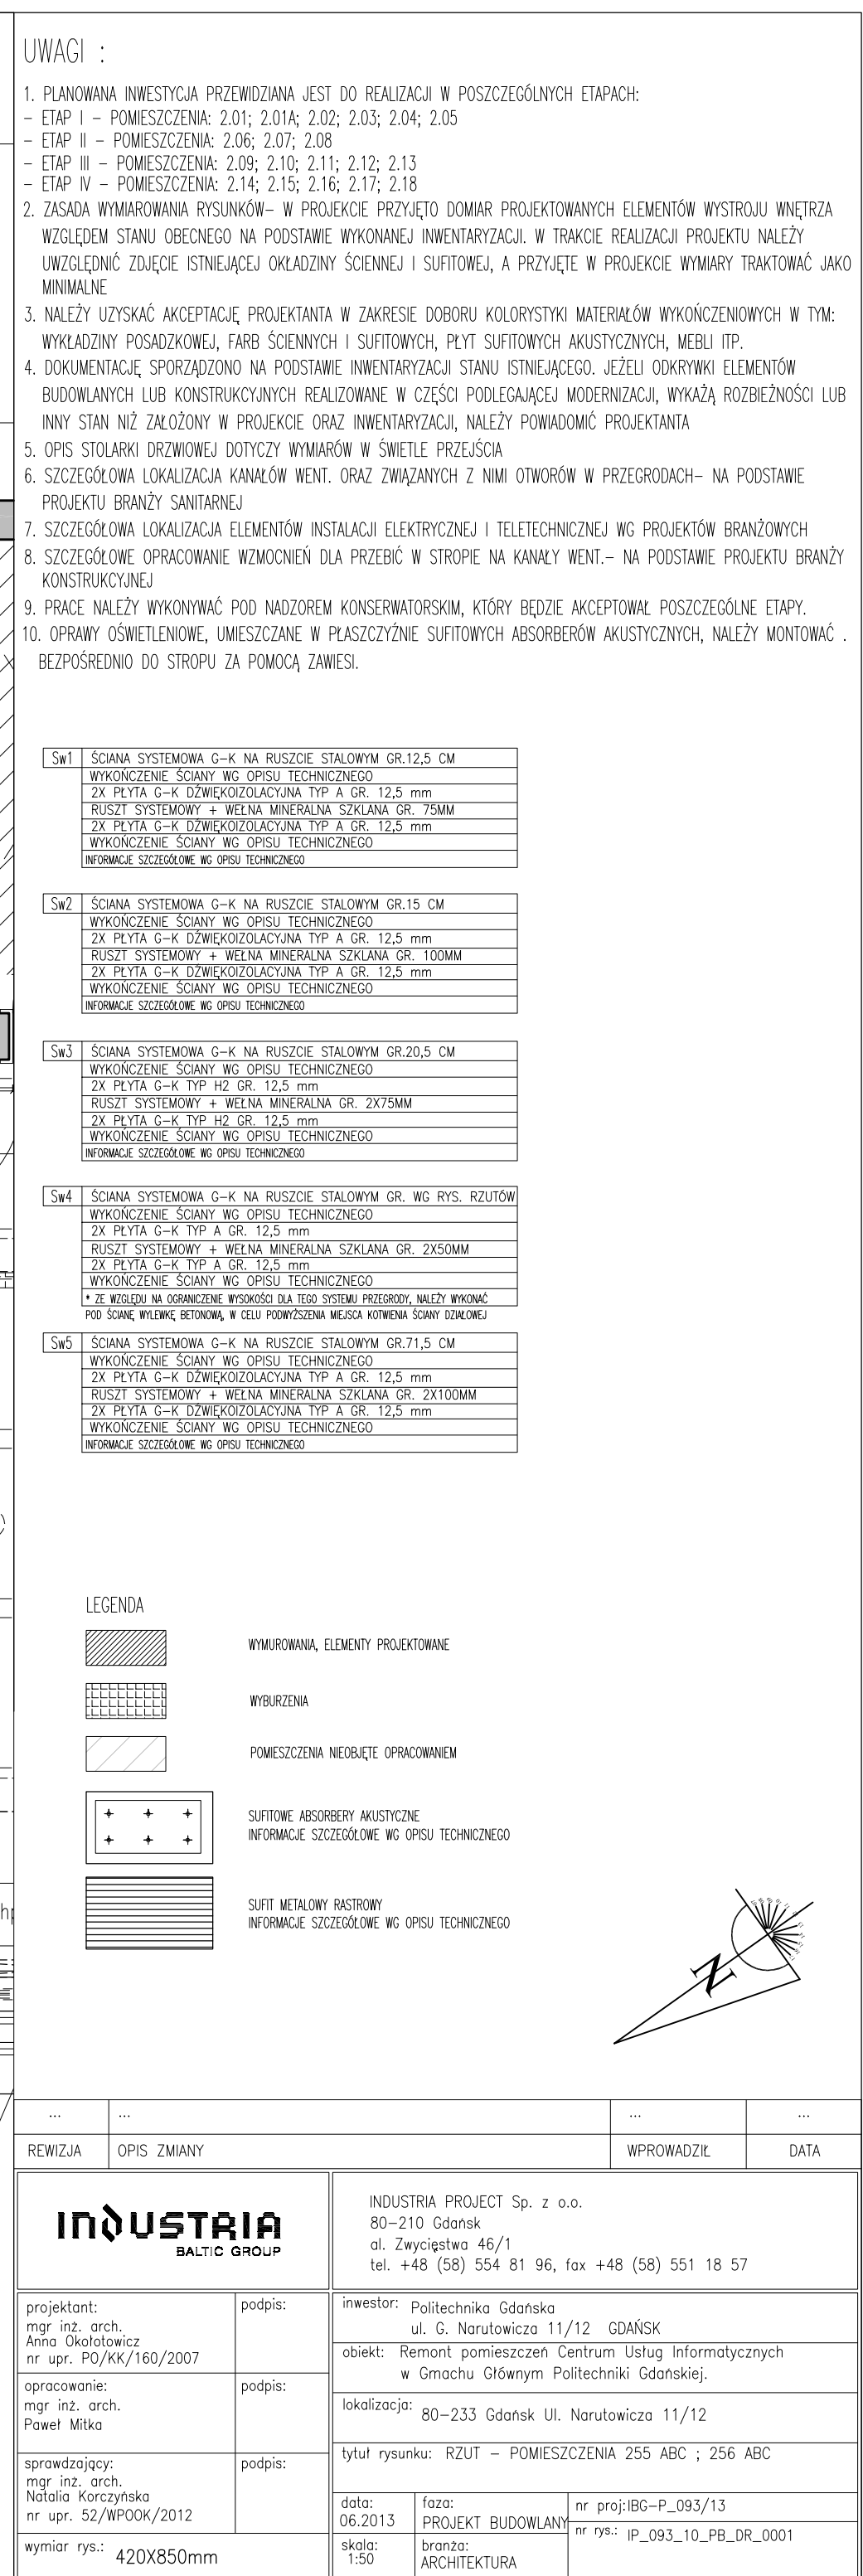 UWAGI :
1. PLANOWANA INWESTYCJA PRZEWIDZIANA JEST DO REALIZACJI W POSZCZEGÓLNYCH ETAPACH:
– ETAP I – POMIESZCZENIA: 2.01; 2.01A; 2.02; 2.03; 2.04; 2.05
– ETAP II – POMIESZCZENIA: 2.06; 2.07; 2.08
– ETAP III – POMIESZCZENIA: 2.09; 2.10; 2.11; 2.12; 2.13
– ETAP IV – POMIESZCZENIA: 2.14; 2.15; 2.16; 2.17; 2.18
2. ZASADA WYMIAROWANIA RYSUNKÓW– W PROJEKCIE PRZYJĘTO DOMIAR PROJEKTOWANYCH ELEMENTÓW WYSTROJU WNĘTRZA
WZGLĘDEM STANU OBECNEGO NA PODSTAWIE WYKONANEJ INWENTARYZACJI. W TRAKCIE REALIZACJI PROJEKTU NALEŻY
UWZGLĘDNIĆ ZDJĘCIE ISTNIEJĄCEJ OKŁADZINY ŚCIENNEJ I SUFITOWEJ, A PRZYJĘTE W PROJEKCIE WYMIARY TRAKTOWAĆ JAKO
MINIMALNE
3. NALEŻY UZYSKAĆ AKCEPTACJĘ PROJEKTANTA W ZAKRESIE DOBORU KOLORYSTYKI MATERIAŁÓW WYKOŃCZENIOWYCH W TYM:
WYKŁADZINY POSADZKOWEJ, FARB ŚCIENNYCH I SUFITOWYCH, PŁYT SUFITOWYCH AKUSTYCZNYCH, MEBLI ITP.
4. DOKUMENTACJĘ SPORZĄDZONO NA PODSTAWIE INWENTARYZACJI STANU ISTNIEJĄCEGO. JEŻELI ODKRYWKI ELEMENTÓW
BUDOWLANYCH LUB KONSTRUKCYJNYCH REALIZOWANE W CZĘŚCI PODLEGAJĄCEJ MODERNIZACJI, WYKAŻĄ ROZBIEŻNOŚCI LUB
INNY STAN NIŻ ZAŁOŻONY W PROJEKCIE ORAZ INWENTARYZACJI, NALEŻY POWIADOMIĆ PROJEKTANTA
5. OPIS STOLARKI DRZWIOWEJ DOTYCZY WYMIARÓW W ŚWIETLE PRZEJŚCIA
6. SZCZEGÓŁOWA LOKALIZACJA KANAŁÓW WENT. ORAZ ZWIĄZANYCH Z NIMI OTWORÓW W PRZEGRODACH– NA PODSTAWIE
PROJEKTU BRANŻY SANITARNEJ
7. SZCZEGÓŁOWA LOKALIZACJA ELEMENTÓW INSTALACJI ELEKTRYCZNEJ I TELETECHNICZNEJ WG PROJEKTÓW BRANŻOWYCH
8. SZCZEGÓŁOWE OPRACOWANIE WZMOCNIEŃ DLA PRZEBIĆ W STROPIE NA KANAŁY WENT.– NA PODSTAWIE PROJEKTU BRANŻY
KONSTRUKCYJNEJ
9. PRACE NALEŻY WYKONYWAĆ POD NADZOREM KONSERWATORSKIM, KTÓRY BĘDZIE AKCEPTOWAŁ POSZCZEGÓLNE ETAPY.
10. OPRAWY OŚWIETLENIOWE, UMIESZCZANE W PŁASZCZYŹNIE SUFITOWYCH ABSORBERÓW AKUSTYCZNYCH, NALEŻY MONTOWAĆ .
BEZPOŚREDNIO DO STROPU ZA POMOCĄ ZAWIESI.
Sw1 ŚCIANA SYSTEMOWA G–K NA RUSZCIE STALOWYM GR.12,5 CM
WYKOŃCZENIE ŚCIANY WG OPISU TECHNICZNEGO
2X PŁYTA G–K DŹWIĘKOIZOLACYJNA TYP A GR. 12,5 mm
RUSZT SYSTEMOWY + WEŁNA MINERALNA SZKLANA GR. 75MM
2X PŁYTA G–K DŹWIĘKOIZOLACYJNA TYP A GR. 12,5 mm
WYKOŃCZENIE ŚCIANY WG OPISU TECHNICZNEGO
INFORMACJE SZCZEGÓŁOWE WG OPISU TECHNICZNEGO
Sw2 ŚCIANA SYSTEMOWA G–K NA RUSZCIE STALOWYM GR.15 CM
WYKOŃCZENIE ŚCIANY WG OPISU TECHNICZNEGO
2X PŁYTA G–K DŹWIĘKOIZOLACYJNA TYP A GR. 12,5 mm
RUSZT SYSTEMOWY + WEŁNA MINERALNA SZKLANA GR. 100MM
2X PŁYTA G–K DŹWIĘKOIZOLACYJNA TYP A GR. 12,5 mm
WYKOŃCZENIE ŚCIANY WG OPISU TECHNICZNEGO
INFORMACJE SZCZEGÓŁOWE WG OPISU TECHNICZNEGO
Sw3 ŚCIANA SYSTEMOWA G–K NA RUSZCIE STALOWYM GR.20,5 CM
WYKOŃCZENIE ŚCIANY WG OPISU TECHNICZNEGO
2X PŁYTA G–K TYP H2 GR. 12,5 mm
RUSZT SYSTEMOWY + WEŁNA MINERALNA GR. 2X75MM
2X PŁYTA G–K TYP H2 GR. 12,5 mm
WYKOŃCZENIE ŚCIANY WG OPISU TECHNICZNEGO
INFORMACJE SZCZEGÓŁOWE WG OPISU TECHNICZNEGO
Sw4 ŚCIANA SYSTEMOWA G–K NA RUSZCIE STALOWYM GR. WG RYS. RZUTÓW
WYKOŃCZENIE ŚCIANY WG OPISU TECHNICZNEGO
2X PŁYTA G–K TYP A GR. 12,5 mm
RUSZT SYSTEMOWY + WEŁNA MINERALNA SZKLANA GR. 2X50MM
2X PŁYTA G–K TYP A GR. 12,5 mm
WYKOŃCZENIE ŚCIANY WG OPISU TECHNICZNEGO
* ZE WZGLĘDU NA OGRANICZENIE WYSOKOŚCI DLA TEGO SYSTEMU PRZEGRODY, NALEŻY WYKONAĆ
POD ŚCIANĘ WYLEWKĘ BETONOWĄ, W CELU PODWYŻSZENIA MIEJSCA KOTWIENIA ŚCIANY DZIAŁOWEJ
Sw5 ŚCIANA SYSTEMOWA G–K NA RUSZCIE STALOWYM GR.71,5 CM
WYKOŃCZENIE ŚCIANY WG OPISU TECHNICZNEGO
2X PŁYTA G–K DŹWIĘKOIZOLACYJNA TYP A GR. 12,5 mm
RUSZT SYSTEMOWY + WEŁNA MINERALNA SZKLANA GR. 2X100MM
2X PŁYTA G–K DŹWIĘKOIZOLACYJNA TYP A GR. 12,5 mm
WYKOŃCZENIE ŚCIANY WG OPISU TECHNICZNEGO
INFORMACJE SZCZEGÓŁOWE WG OPISU TECHNICZNEGO
LEGENDA
WYMUROWANIA, ELEMENTY PROJEKTOWANE
WYBURZENIA
POMIESZCZENIA NIEOBJĘTE OPRACOWANIEM
SUFITOWE ABSORBERY AKUSTYCZNE
INFORMACJE SZCZEGÓŁOWE WG OPISU TECHNICZNEGO
SUFIT METALOWY RASTROWY
INFORMACJE SZCZEGÓŁOWE WG OPISU TECHNICZNEGO
N
... ... ... ...
REWIZJA OPIS ZMIANY WPROWADZIŁ DATA
INDUSTRIA
BALTIC GROUP
INDUSTRIA PROJECT Sp. z o.o.
80–210 Gdańsk
al. Zwycięstwa 46/1
tel. +48 (58) 554 81 96, fax +48 (58) 551 18 57
projektant: podpis:
mgr inż. arch.
Anna Okołotowicz
nr upr. PO/KK/160/2007
opracowanie: podpis:
mgr inż. arch.
Paweł Mitka
sprawdzający: podpis:
mgr inż. arch.
Natalia Korczyńska
nr upr. 52/WPOOK/2012
wymiar rys.: 420X850mm
inwestor: Politechnika Gdańska
ul. G. Narutowicza 11/12 GDAŃSK
obiekt: Remont pomieszczeń Centrum Usług Informatycznych
w Gmachu Głównym Politechniki Gdańskiej.
lokalizacja: 80–233 Gdańsk Ul. Narutowicza 11/12
tytuł rysunku: RZUT – POMIESZCZENIA 255 ABC ; 256 ABC
data: faza: nr proj:IBG–P_093/13
06.2013 PROJEKT BUDOWLANY
skala: branża: nr rys.: IP_093_10_PB_DR_0001
1:50 ARCHITEKTURA